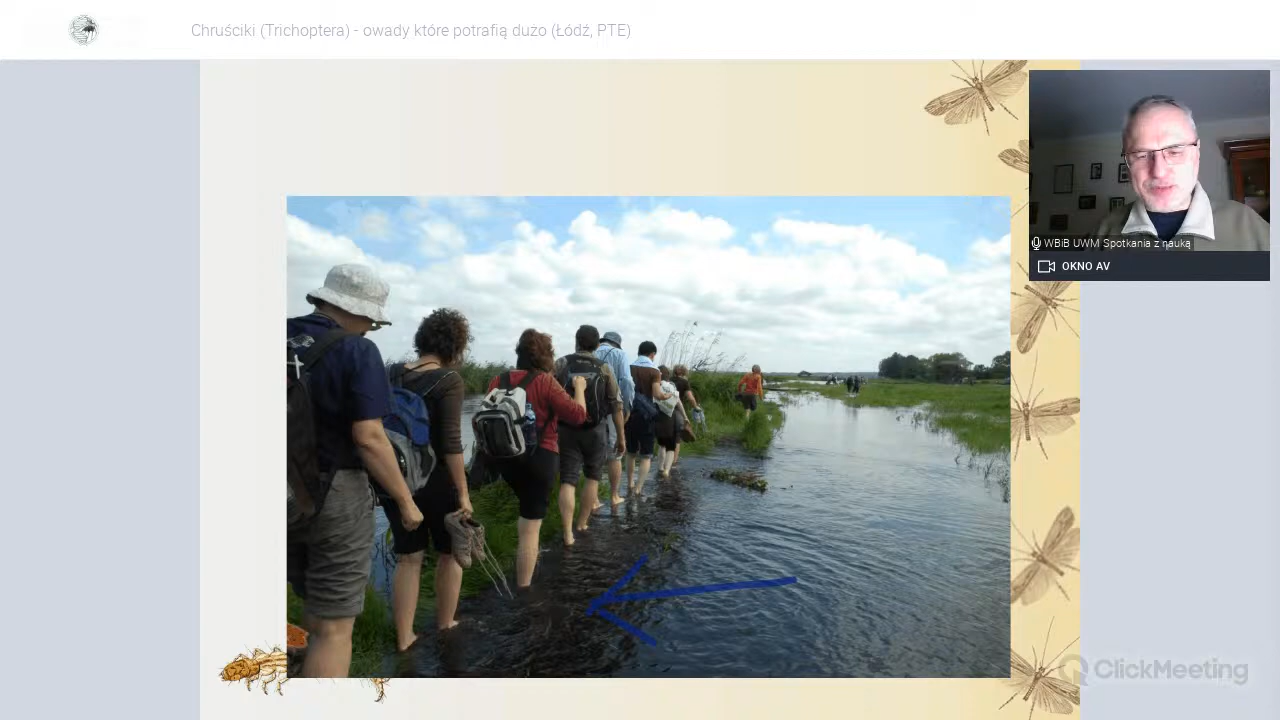 Chruściki (Trichoptera) - owady które potrafią dużo (Łódź, PTE)
WBiB UWM Spotkania z nauką
OKNO AV
ClickMeeting